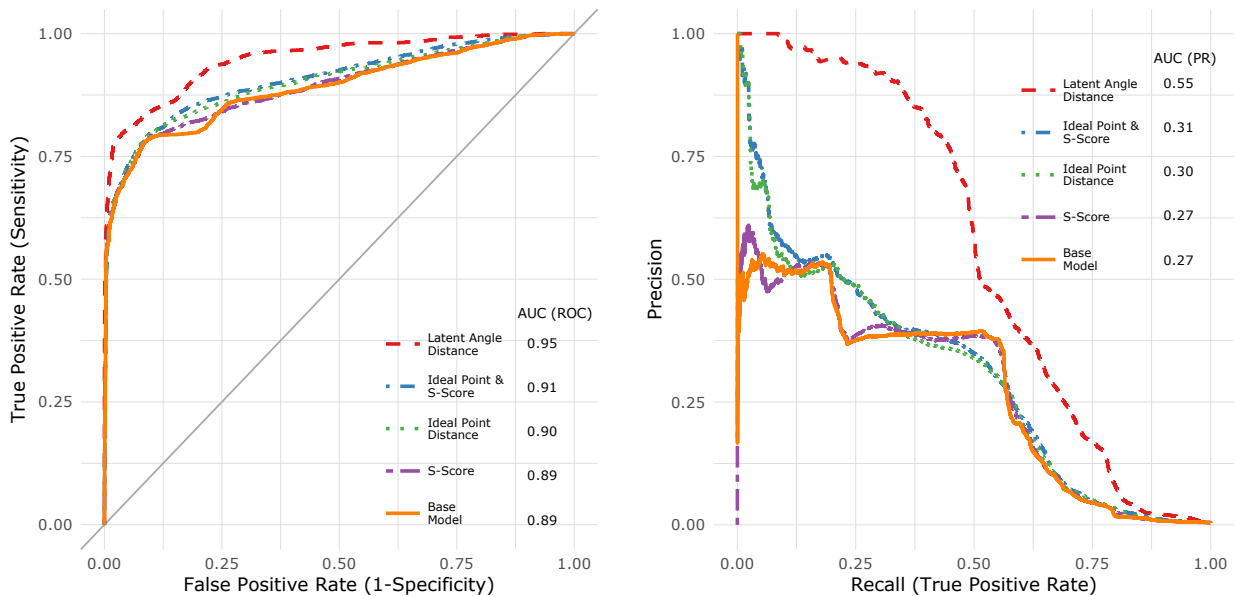 1.00
0.75
0.50
0.25
0.00
True Positive Rate (Sensitivity)
AUC (ROC)
Latent Angle
Distance
0.95
Ideal Point &
S-Score
0.91
Ideal Point
Distance
0.90
S-Score
0.89
Base
Model
0.89
0.00
0.25
0.50
0.75
1.00
False Positive Rate (1-Specificity)
1.00
0.75
0.50
0.25
0.00
Precision
AUC (PR)
Latent Angle
Distance
0.55
Ideal Point &
S-Score
0.31
Ideal Point
Distance
0.30
S-Score
0.27
Base
Model
0.27
0.00
0.25
0.50
0.75
1.00
Recall (True Positive Rate)